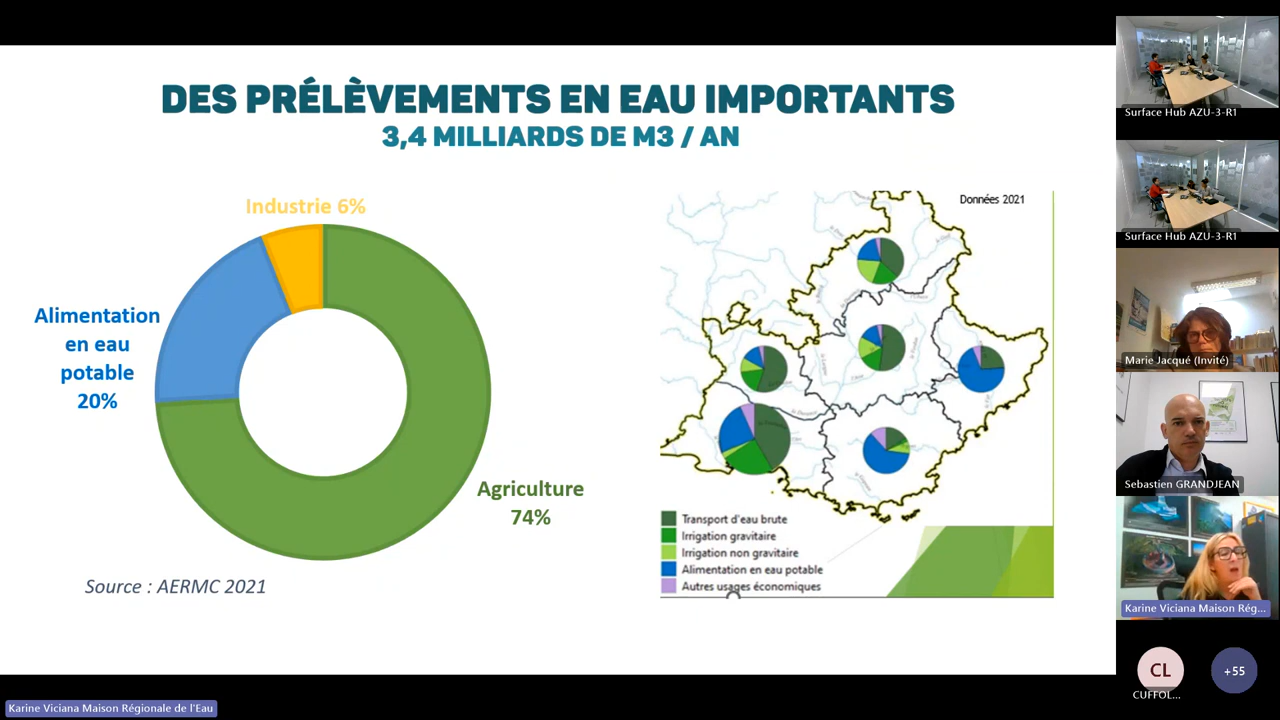 DES PRÉLÈVEMENTS EN EAU IMPORTANTS
3,4 MILLIARDS DE M3 / AN
Industrie 6%
Alimentation
en eau
potable
20%
Agriculture
74%
Source : AERMC 2021
Données 2021
Transport d'eau brute
Irrigation gravitaire
Irrigation non gravitaire
Alimentation en eau potable
Autres usages économiques
Surface Hub AZU-3-R1
Surface Hub AZU-3-R1
Marie Jacqué (Invité)
Sebastien GRANDJEAN
Karine Viciana Maison Rég...
CL
CUFFOL...
+55
Karine Viciana Maison Régionale de l'Eau